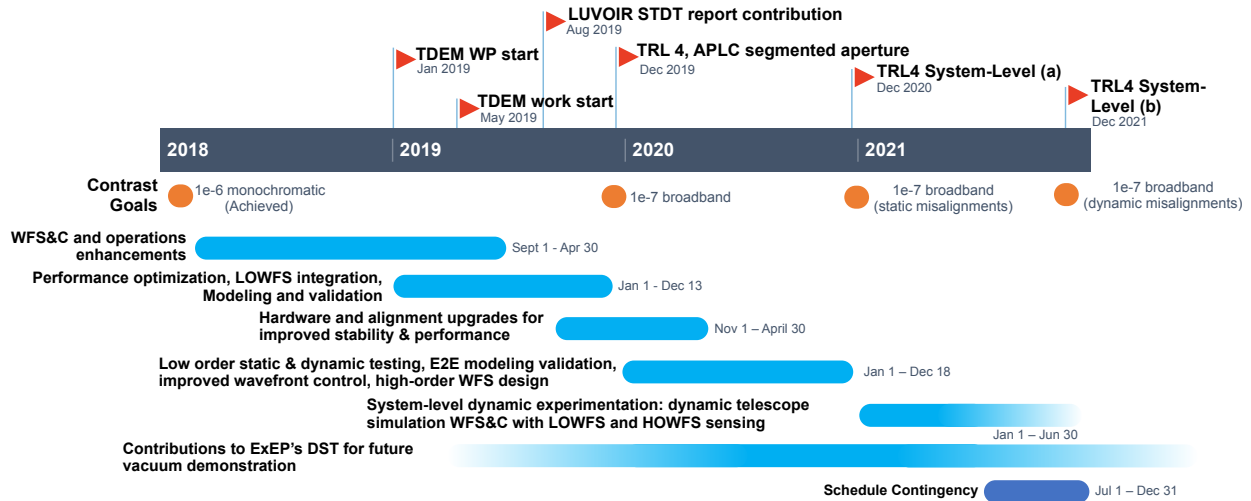 LUVOIR STDT report contribution
Aug 2019
TDEM WP start
Jan 2019
TRL 4, APLC segmented aperture
Dec 2019
TRL4 System-Level (a)
Dec 2020
TRL4 System-
Level (b)
Dec 2021
TDEM work start
May 2019
2018
2019
2020
2021
Contrast
Goals
1e-6 monochromatic
(Achieved)
1e-7 broadband
1e-7 broadband
(static misalignments)
1e-7 broadband
(dynamic misalignments)
WFS&C and operations
enhancements
Sept 1 - Apr 30
Performance optimization, LOWFS integration,
Modeling and validation
Jan 1 - Dec 13
Hardware and alignment upgrades for
improved stability & performance
Nov 1 – April 30
Low order static & dynamic testing, E2E modeling validation,
improved wavefront control, high-order WFS design
Jan 1 – Dec 18
System-level dynamic experimentation: dynamic telescope
simulation WFS&C with LOWFS and HOWFS sensing
Jan 1 – Jun 30
Contributions to ExEP's DST for future
vacuum demonstration
Schedule Contingency
Jul 1 – Dec 31